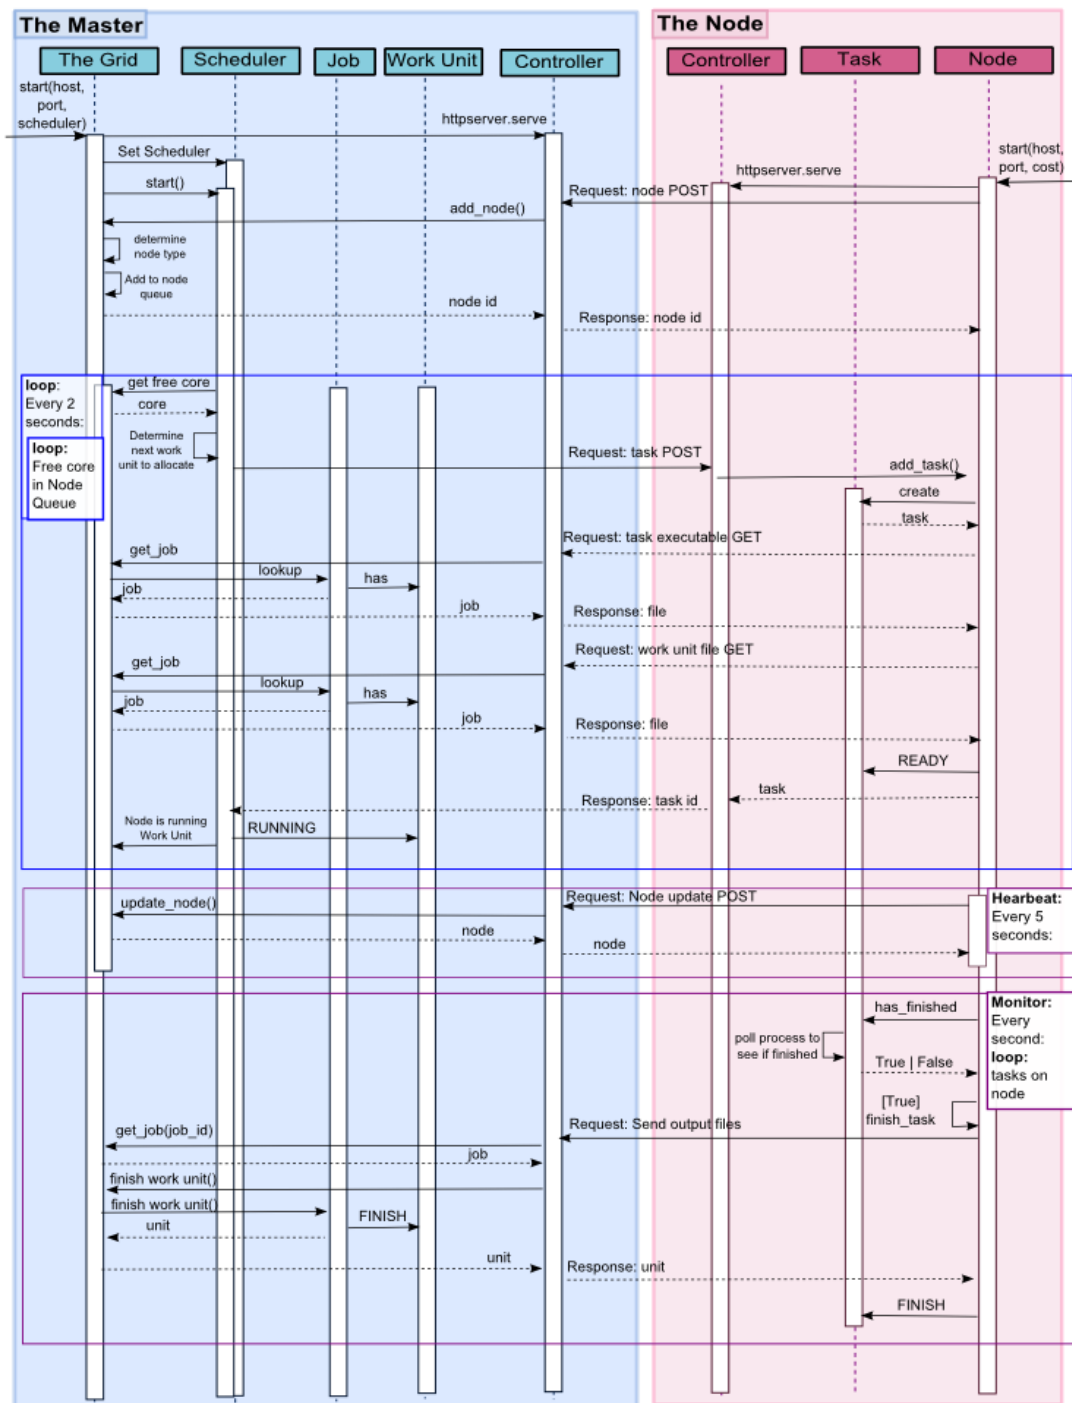 The Master
The Node
The Grid
Scheduler
Job
Work Unit
Controller
Controller
Task
Node
start(host,
port,
scheduler)
httpserver.serve
Set Scheduler
start()
start(host,
port, cost)
httpserver.serve
Request: node POST
add_node()
determine
node type
Add to node
queue
node id
Response: node id
loop:
Every 2
seconds:
get free core
core
loop:
Free core
in Node
Queue
Determine
next work
unit to allocate
Request: task POST
add_task()
create
task
Request: task executable GET
get_job
lookup
has
job
job
Response: file
Request: work unit file GET
get_job
lookup
has
job
job
Response: file
READY
task
Response: task id
Node is running
Work Unit
RUNNING
Request: Node update POST
Hearbeat:
Every 5
seconds:
update_node()
node
node
Monitor:
Every
second:
loop:
tasks on
node
has_finished
poll process to
see if finished
True | False
[True]
finish_task
Request: Send output files
get_job(job_id)
job
finish work unit()
finish work unit()
FINISH
unit
unit
Response: unit
FINISH